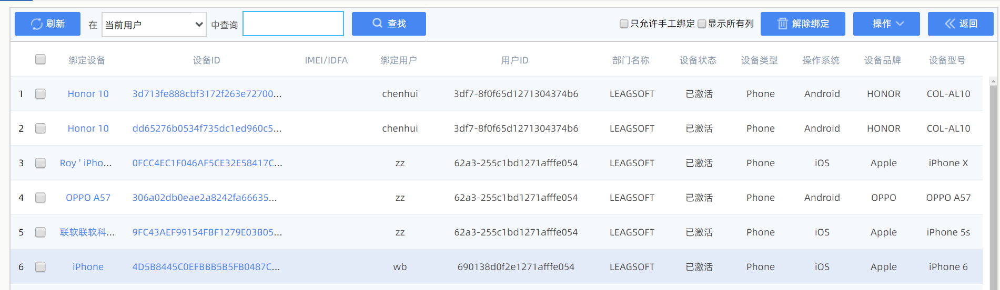 刷新 在 当前用户 中查询 查找 只允许手工绑定 显示所有列 解除绑定 操作 返回
绑定设备 设备ID IMEI/IDFA 绑定用户 用户ID 部门名称 设备状态 设备类型 操作系统 设备品牌 设备型号
1 Honor 10 3d713fe888cbf3172f263e72700... chenhui 3df7-8f0f65d1271304374b6 LEAGSOFT 已激活 Phone Android HONOR COL-AL10
2 Honor 10 dd65276b0534f735dc1ed960c5... chenhui 3df7-8f0f65d1271304374b6 LEAGSOFT 已激活 Phone Android HONOR COL-AL10
3 Roy ' iPho... 0FCC4EC1F046AF5CE32E58417C... zz 62a3-255c1bd1271afffe054 LEAGSOFT 已激活 Phone iOS Apple iPhone X
4 OPPO A57 306a02db0eae2a8242fa66635... zz 62a3-255c1bd1271afffe054 LEAGSOFT 已激活 Phone Android OPPO OPPO A57
5 联软联软科... 9FC43AEF99154FBF1279E03B05... zz 62a3-255c1bd1271afffe054 LEAGSOFT 已激活 Phone iOS Apple iPhone 5s
6 iPhone 4D5B8445C0EFBBB5B5FB0487C... wb 690138d0f2e1271afffe054 LEAGSOFT 已激活 Phone iOS Apple iPhone 6